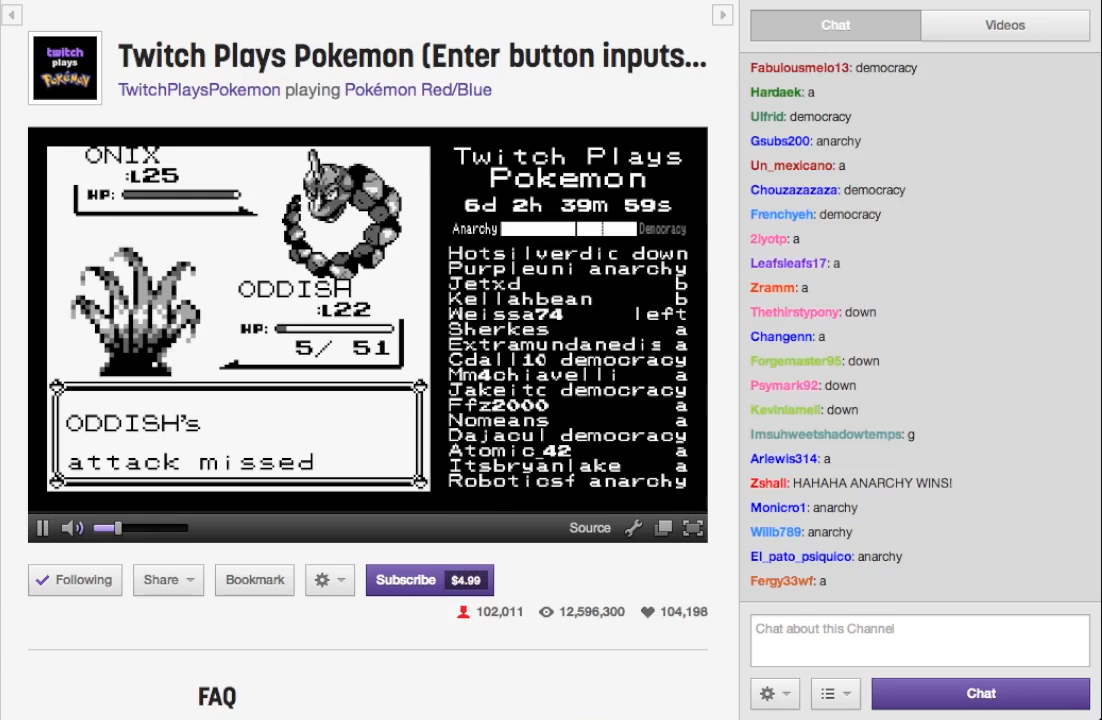 twitch
plays
POKéMON
Twitch Plays Pokemon (Enter button inputs...
TwitchPlaysPokemon playing Pokémon Red/Blue
ONIX
:L25
HP:
ODDISH
:L22
HP:
5/ 51
ODDISH's
attack missed
Twitch Plays
Pokemon
6d 2h 39m 59s
Anarchy Democracy
Hotsilverdic down
Purpleuni anarchy
Jetxd b
Kellahbean b
Weissa74 left
Sherkes a
Extramundanedis a
Cdall10 democracy
Mm4chiavelli a
Jakeitc democracy
Ffz2000 a
Nomeans a
Dajacul democracy
Atomic_42 a
Itsbryanlake a
Roboticsf anarchy
Source
Following
Share
Bookmark
Subscribe $4.99
102,011 12,596,300 104,198
FAQ
Chat Videos
Fabulousmelo13: democracy
Hardaek: a
Ulfrid: democracy
Gsubs200: anarchy
Un_mexicano: a
Chouzazazaza: democracy
Frenchyeh: democracy
2lyotp: a
Leafsleafs17: a
Zramm: a
Thethirstypony: down
Changenn: a
Forgemaster95: down
Psymark92: down
Keviniameli: down
Imsuhweetshadowtemps: g
Arlewis314: a
Zshall: HAHAHA ANARCHY WINS!
Monicro1: anarchy
Willb789: anarchy
El_pato_psiquico: anarchy
Fergy33wf: a
Chat about this Channel
Chat